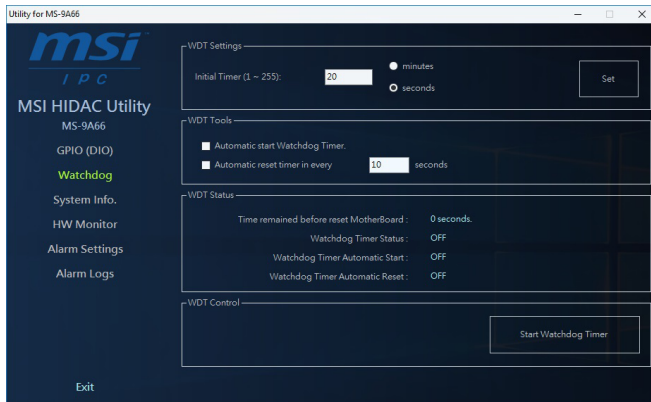 Utility for MS-9A66
msi
IPC
MSI HIDAC Utility
MS-9A66
GPIO (DIO)
Watchdog
System Info.
HW Monitor
Alarm Settings
Alarm Logs
Exit
WDT Settings
Initial Timer (1 ~ 255): 20
minutes
seconds
Set
WDT Tools
Automatic start Watchdog Timer.
Automatic reset timer in every 10 seconds
WDT Status
Time remained before reset MotherBoard : 0 seconds.
Watchdog Timer Status : OFF
Watchdog Timer Automatic Start : OFF
Watchdog Timer Automatic Reset : OFF
WDT Control
Start Watchdog Timer